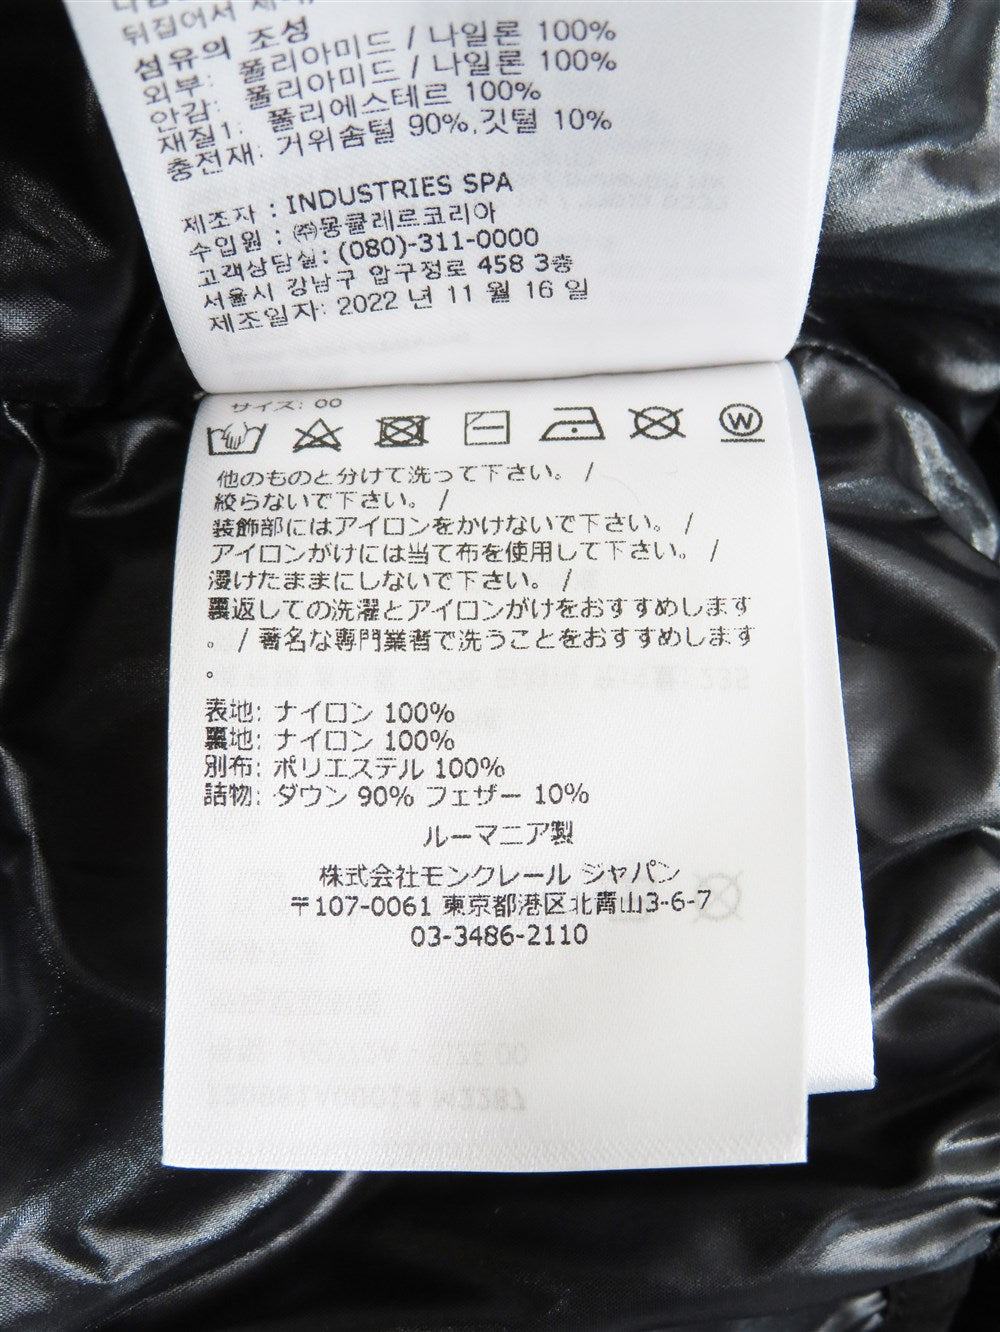 뒤집어서
섬유의 조성
외부: 폴리아미드 / 나일론 100%
안감: 폴리아미드 / 나일론 100%
재질1: 폴리에스테르 100%
충전재: 거위솜털 90%,깃털 10%
제조자 : INDUSTRIES SPA
수입원 : ㈜몽클레르코리아
고객상담실: (080)-311-0000
서울시 강남구 압구정로 458 3층
제조일자: 2022 년 11 월 16 일
サイズ: 00
W
他のものと分けて洗って下さい。 /
絞らないで下さい。 /
装飾部にはアイロンをかけないで下さい。 /
アイロンがけには当て布を使用して下さい。 /
浸けたままにしないで下さい。 /
裏返しての洗濯とアイロンがけをおすすめします
。 / 著名な専門業者で洗うことをおすすめします
。
表地: ナイロン 100%
裏地: ナイロン 100%
別布: ポリエステル 100%
詰物: ダウン 90% フェザー 10%
ルーマニア製
株式会社モンクレール ジャパン
〒107-0061 東京都港区北青山3-6-7
03-3486-2110